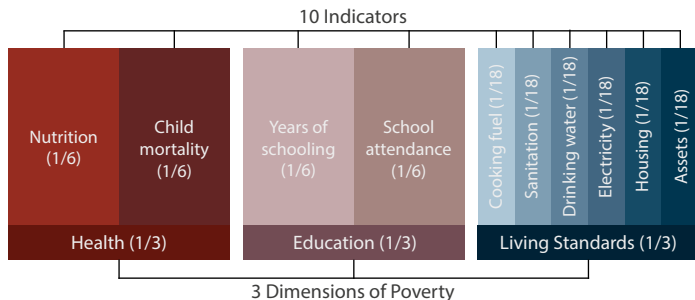 10 Indicators
Nutrition
(1/6)
Child
mortality
(1/6)
Years of
schooling
(1/6)
School
attendance
(1/6)
Cooking fuel (1/18)
Sanitation (1/18)
Drinking water (1/18)
Electricity (1/18)
Housing (1/18)
Assets (1/18)
Health (1/3)
Education (1/3)
Living Standards (1/3)
3 Dimensions of Poverty